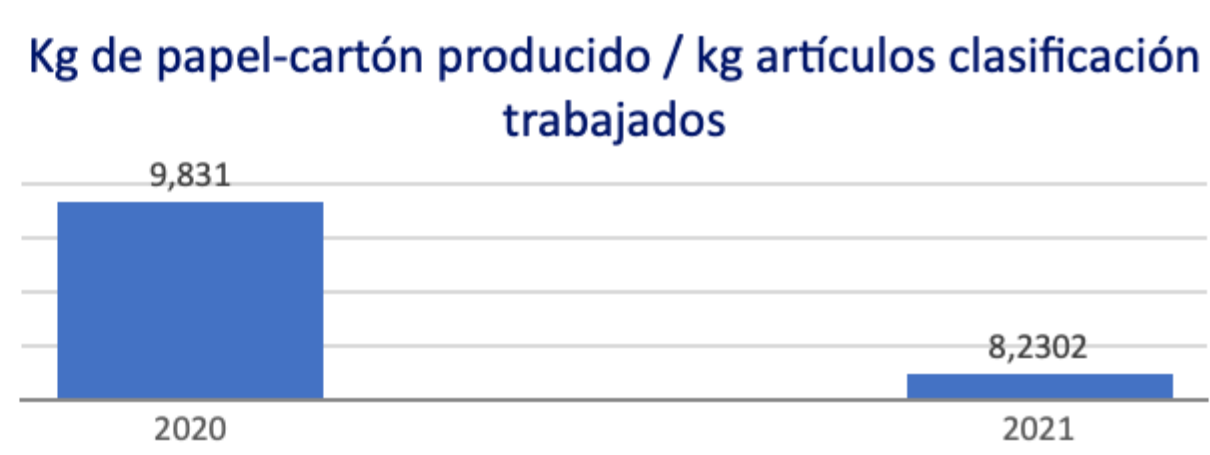 Kg de papel-cartón producido / kg artículos clasificación
trabajados
9,831
8,2302
2020
2021